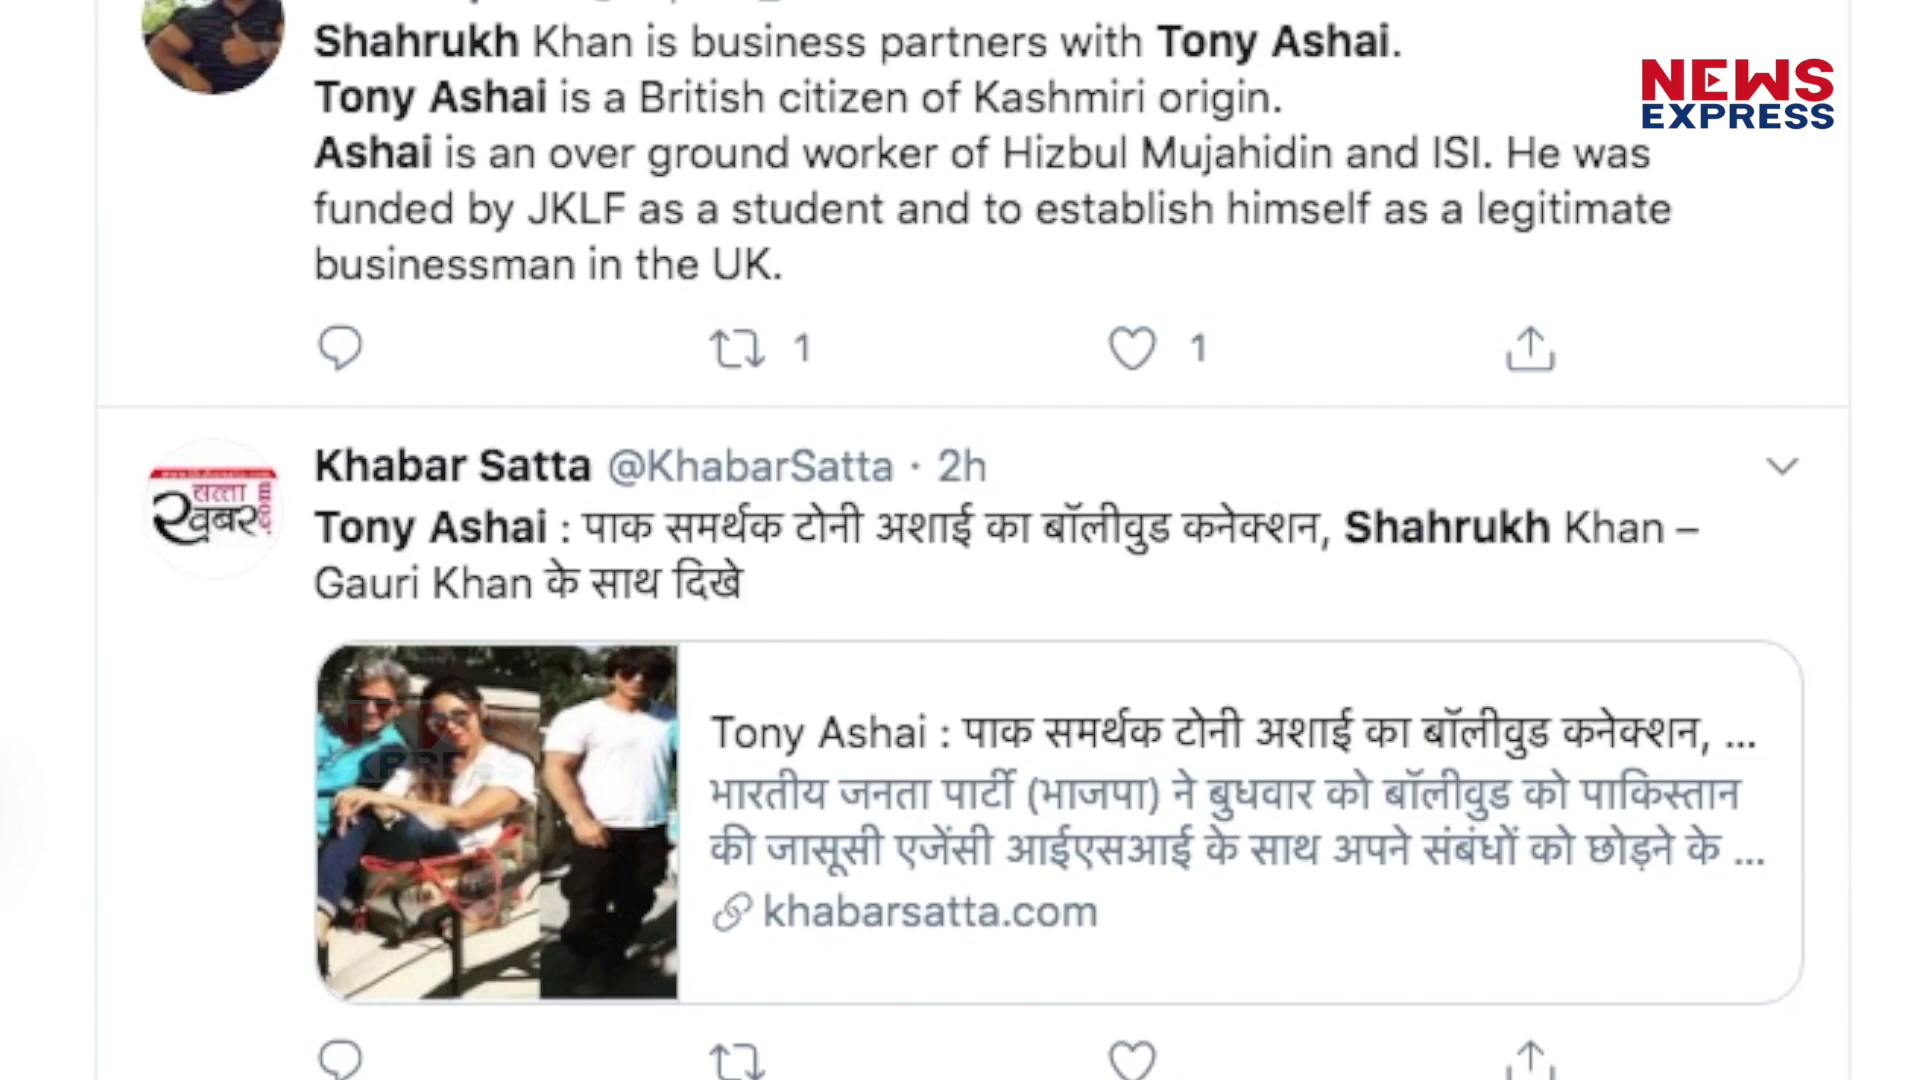 Shahrukh Khan is business partners with Tony Ashai.
Tony Ashai is a British citizen of Kashmiri origin.
Ashai is an over ground worker of Hizbul Mujahidin and ISI. He was
funded by JKLF as a student and to establish himself as a legitimate
businessman in the UK.
NEWS
EXPRESS
1 1
सत्ता
खबर
.com
Khabar Satta @KhabarSatta · 2h
Tony Ashai : पाक समर्थक टोनी अशाई का बॉलीवुड कनेक्शन, Shahrukh Khan –
Gauri Khan के साथ दिखे
Tony Ashai : पाक समर्थक टोनी अशाई का बॉलीवुड कनेक्शन, ...
भारतीय जनता पार्टी (भाजपा) ने बुधवार को बॉलीवुड को पाकिस्तान
की जासूसी एजेंसी आईएसआई के साथ अपने संबंधों को छोड़ने के ...
khabarsatta.com